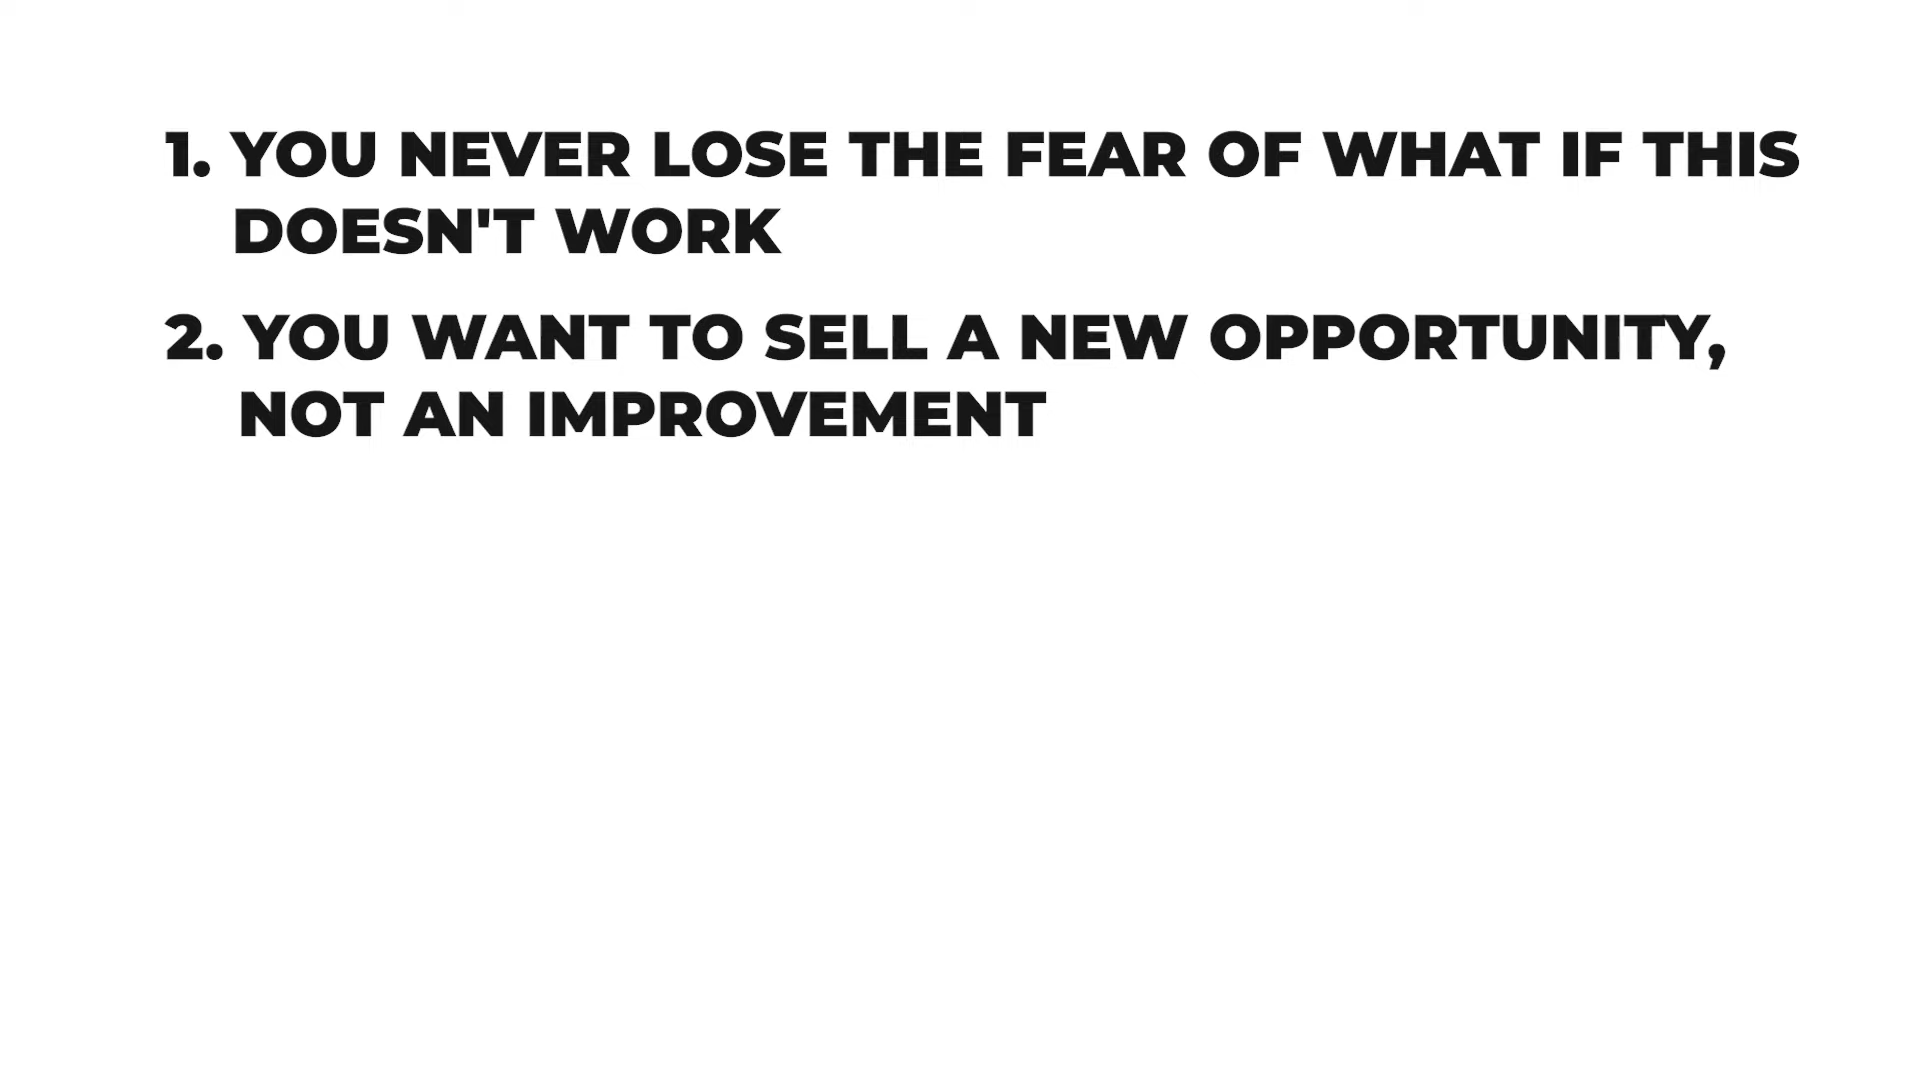 1. YOU NEVER LOSE THE FEAR OF WHAT IF THIS
DOESN'T WORK
2. YOU WANT TO SELL A NEW OPPORTUNITY,
NOT AN IMPROVEMENT